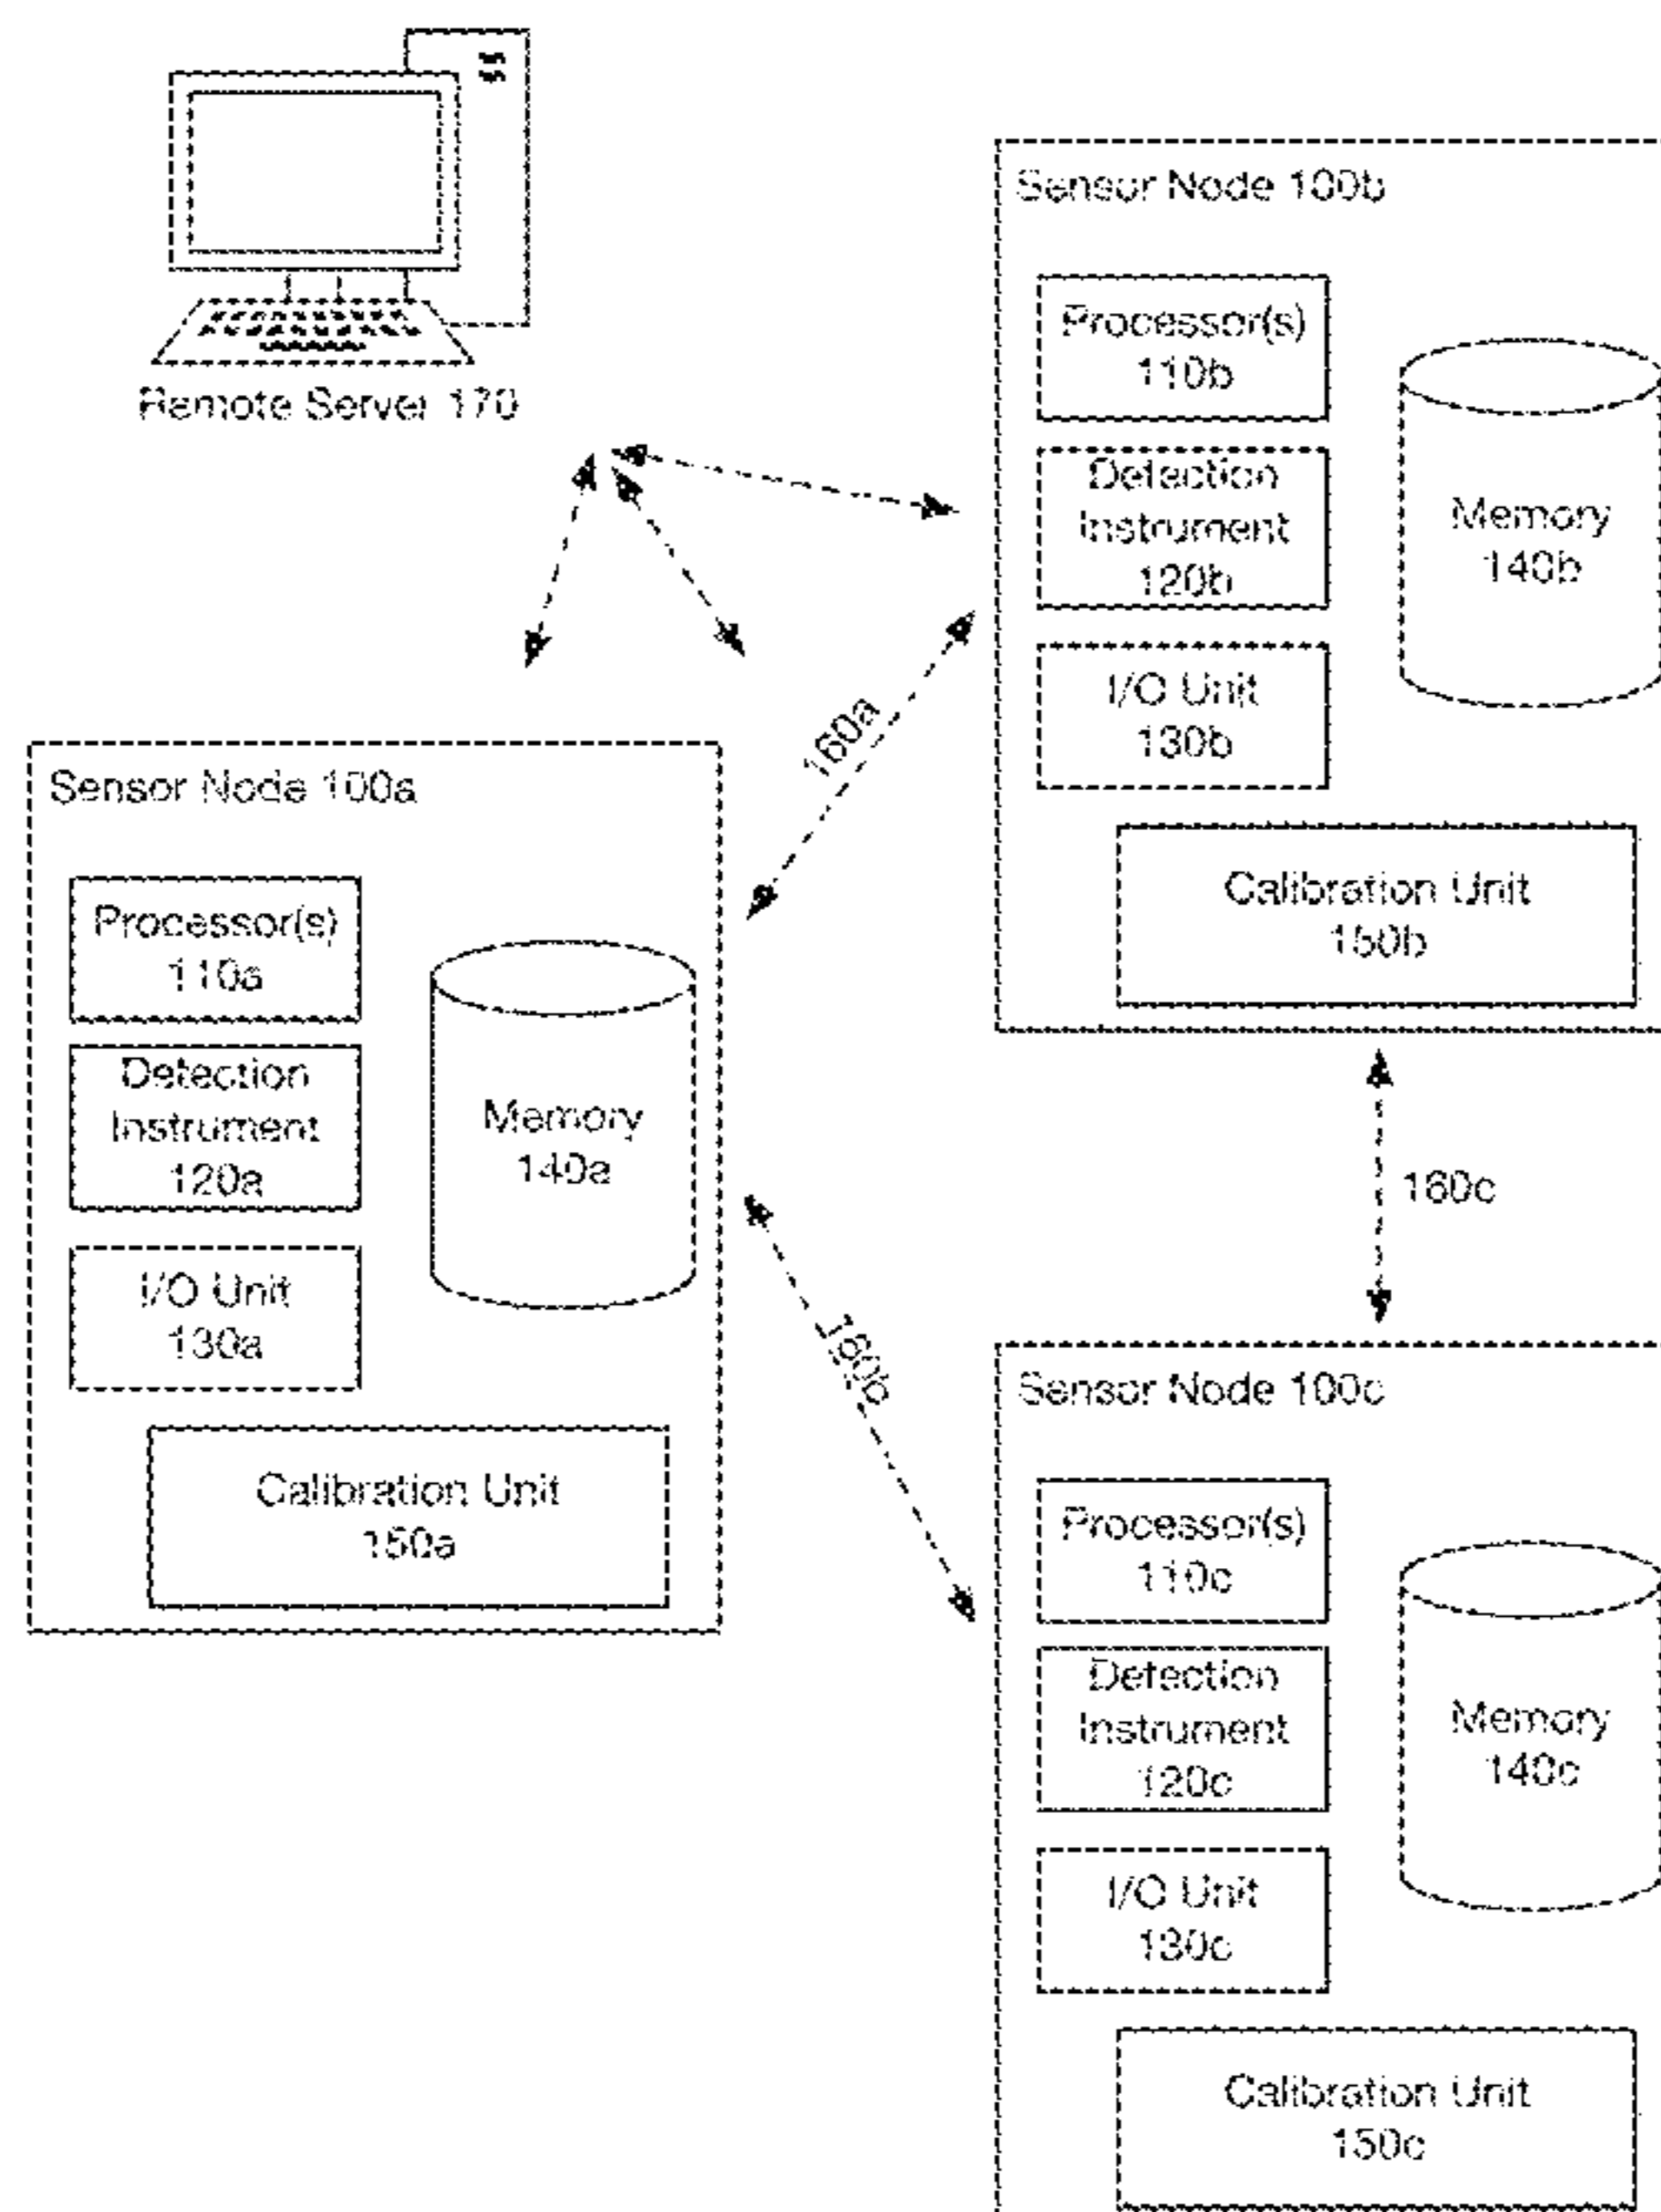 Remote Server 170
Sensor Node 100b
Processor(s)
110b
Detection
Instrument
120b
I/O Unit
130b
Memory
140b
Calibration Unit
150b
160a
Sensor Node 100a
Processor(s)
110a
Detection
Instrument
120a
I/O Unit
130a
Memory
140a
Calibration Unit
150a
160b
160c
Sensor Node 100c
Processor(s)
110c
Detection
Instrument
120c
I/O Unit
130c
Memory
140c
Calibration Unit
150c